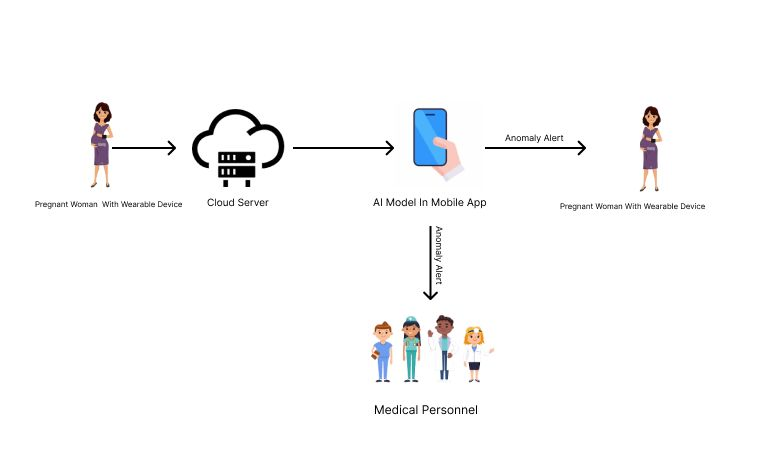 Anomaly Alert
Pregnant Woman With Wearable Device
Cloud Server
AI Model In Mobile App
Pregnant Woman With Wearable Device
Anomaly Alert
Medical Personnel